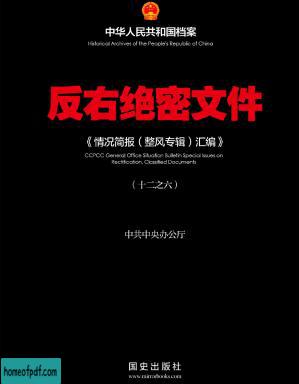 中华人民共和国档案
Historical Archives of the People's Republic of China
反右绝密文件
《情况简报（整风专辑）汇编》
CCPCC General Office Situation Bulletin Special Issues on
Rectification, Classified Documents
（十二之六）
中共中央办公厅
国史出版社
www.mirrorbooks.com
homeofpdf.com